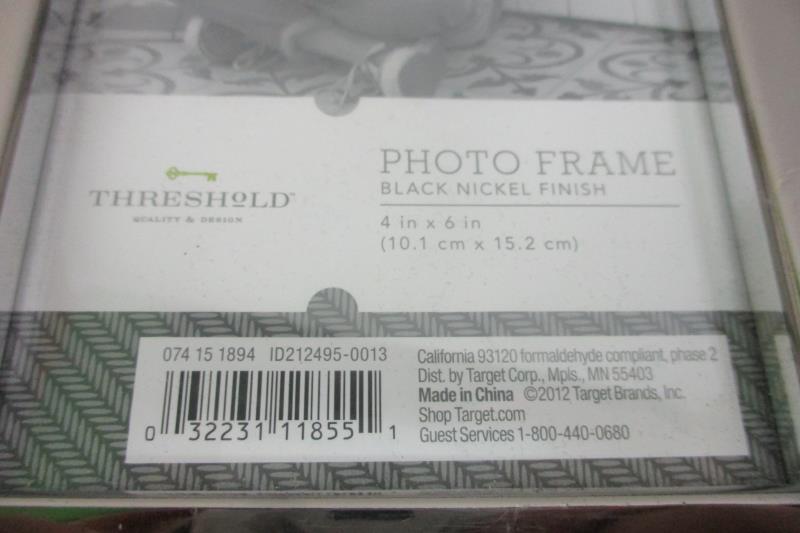 THRESHOLD™
QUALITY & DESIGN
PHOTO FRAME
BLACK NICKEL FINISH
4 in x 6 in
(10.1 cm x 15.2 cm)
074 15 1894 ID212495-0013
0 32231 11855 1
California 93120 formaldehyde compliant, phase 2
Dist. by Target Corp., Mpls., MN 55403
Made in China ©2012 Target Brands, Inc.
Shop Target.com
Guest Services 1-800-440-0680